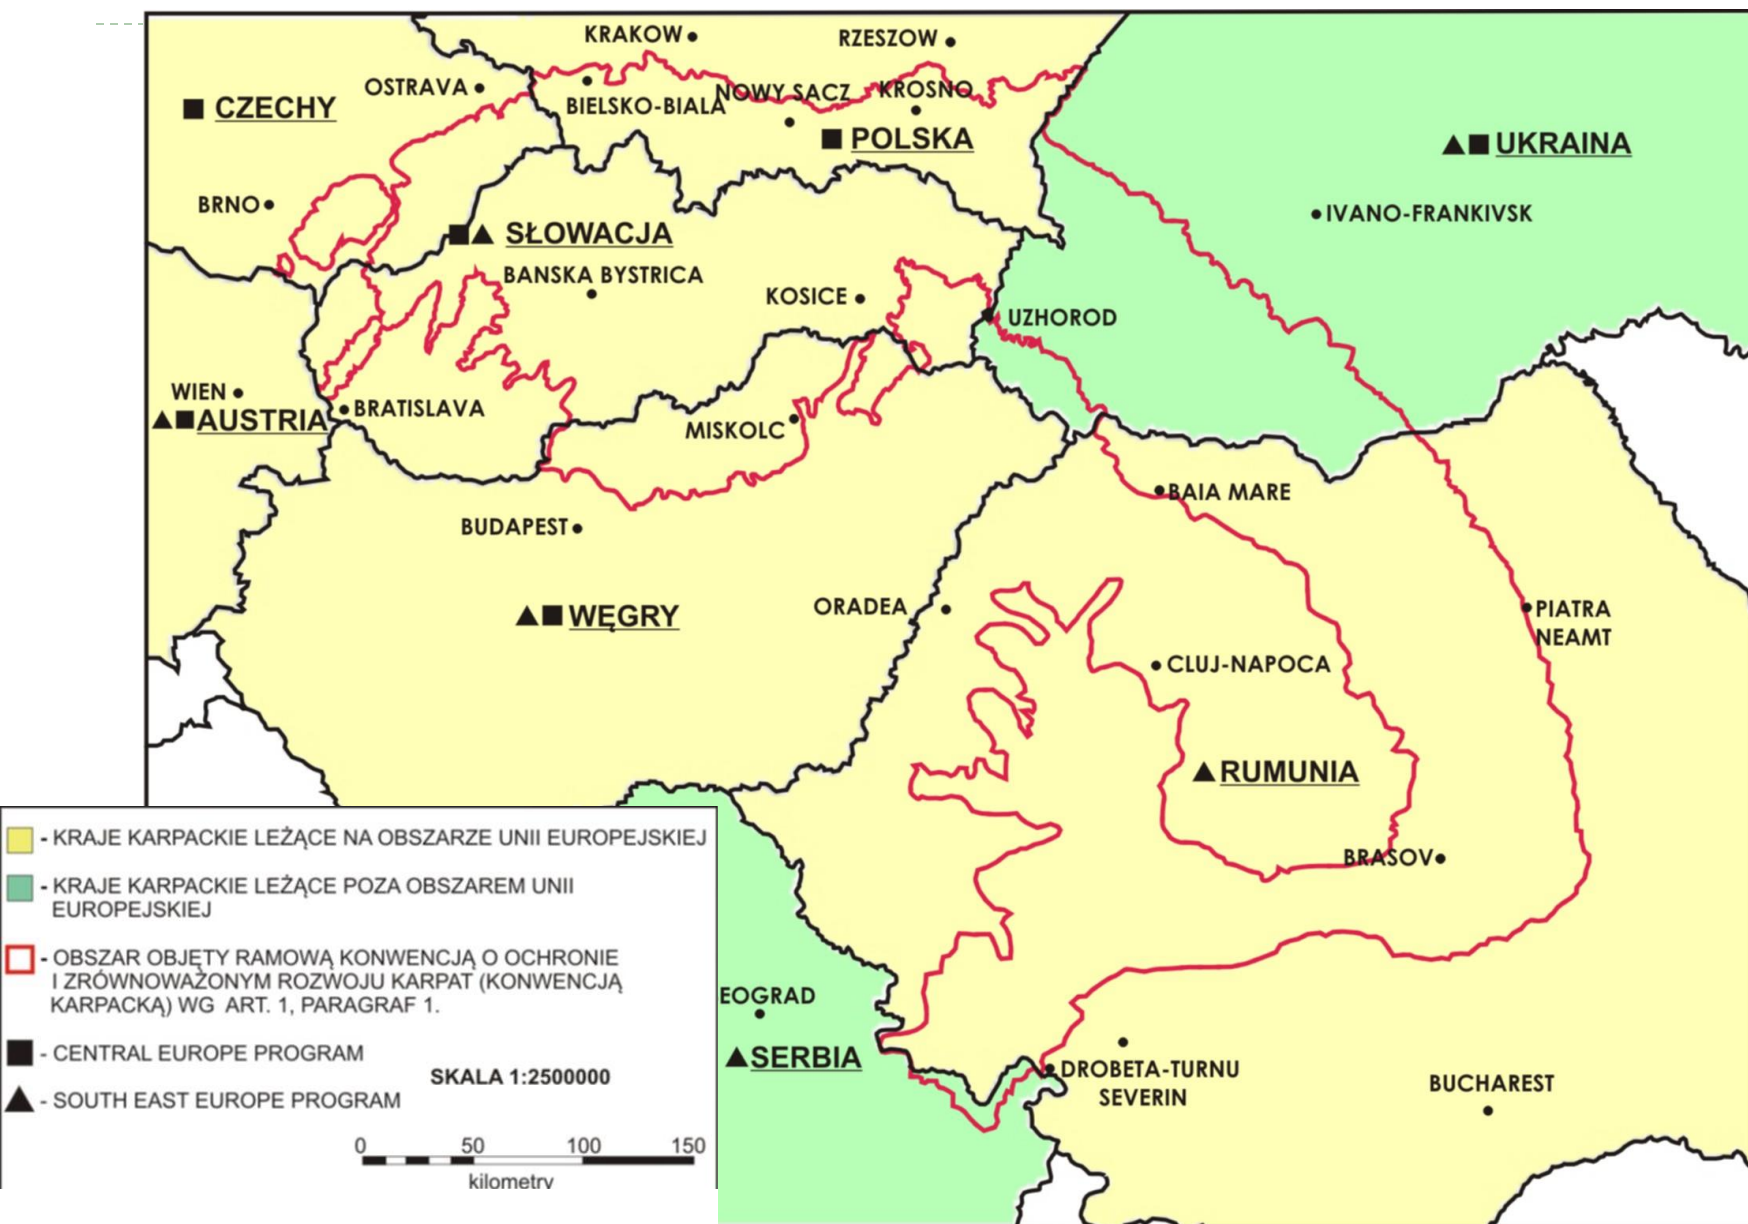 KRAKOW
RZESZOW
OSTRAVA
CZECHY
BIELSKO-BIALA
NOWY SACZ
KROSNO
POLSKA
UKRAINA
BRNO
IVANO-FRANKIVSK
SŁOWACJA
BANSKA BYSTRICA
KOSICE
UZHOROD
WIEN
AUSTRIA
BRATISLAVA
MISKOLC
BAIA MARE
BUDAPEST
WĘGRY
ORADEA
PIATRA
NEAMT
CLUJ-NAPOCA
RUMUNIA
BRASOV
- KRAJE KARPACKIE LEŻĄCE NA OBSZARZE UNII EUROPEJSKIEJ
- KRAJE KARPACKIE LEŻĄCE POZA OBSZAREM UNII
EUROPEJSKIEJ
- OBSZAR OBJĘTY RAMOWĄ KONWENCJĄ O OCHRONIE
I ZRÓWNOWAŻONYM ROZWOJU KARPAT (KONWENCJĄ
KARPACKĄ) WG ART. 1, PARAGRAF 1.
- CENTRAL EUROPE PROGRAM
SKALA 1:2500000
- SOUTH EAST EUROPE PROGRAM
0 50 100 150
kilometry
EOGRAD
SERBIA
DROBETA-TURNU
SEVERIN
BUCHAREST